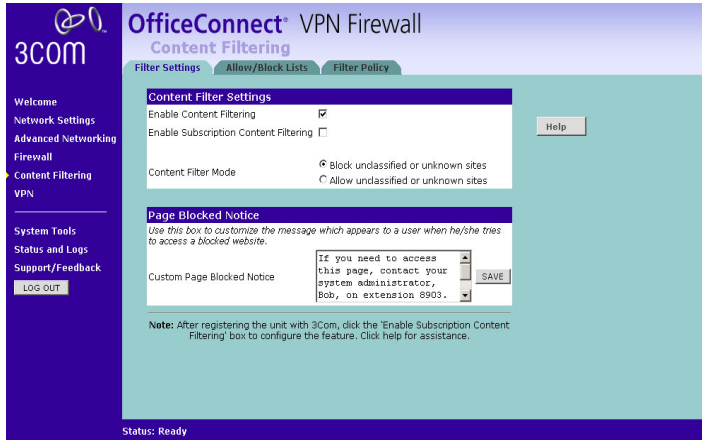 3COM
OfficeConnect® VPN Firewall
Content Filtering
Filter Settings Allow/Block Lists Filter Policy
Welcome
Network Settings
Advanced Networking
Firewall
Content Filtering
VPN
System Tools
Status and Logs
Support/Feedback
LOG OUT
Content Filter Settings
Enable Content Filtering
Enable Subscription Content Filtering
Content Filter Mode
Block unclassified or unknown sites
Allow unclassified or unknown sites
Help
Page Blocked Notice
Use this box to customize the message which appears to a user when he/she tries
to access a blocked website.
Custom Page Blocked Notice
If you need to access
this page, contact your
system administrator,
Bob, on extension 8903.
SAVE
Note: After registering the unit with 3Com, click the 'Enable Subscription Content
Filtering' box to configure the feature. Click help for assistance.
Status: Ready